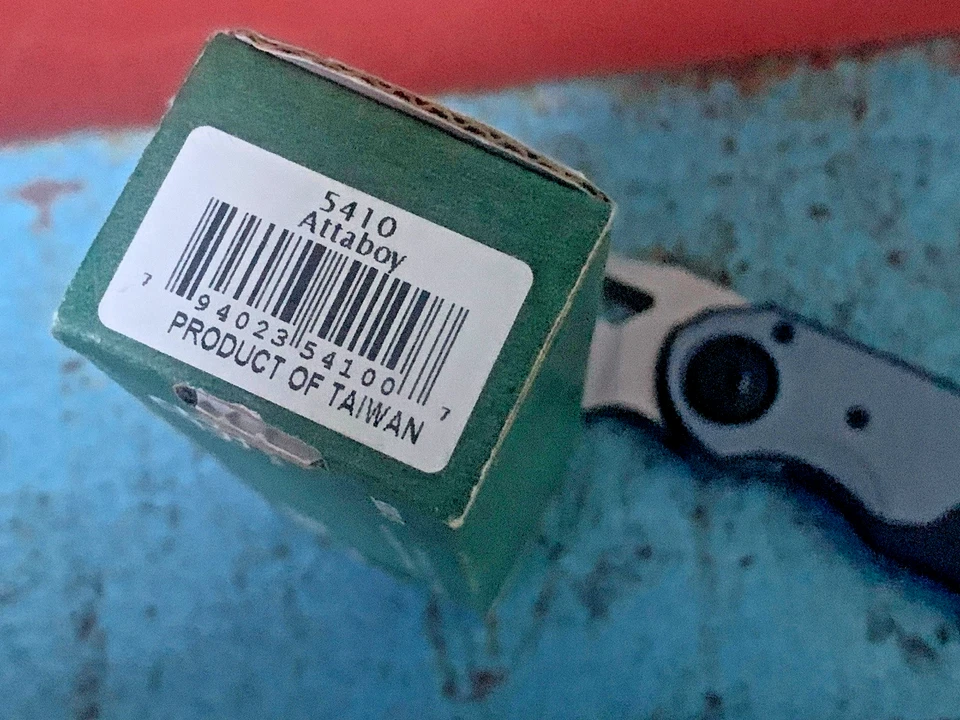 5410
Attaboy
7 94023 54100 7
PRODUCT OF TAIWAN